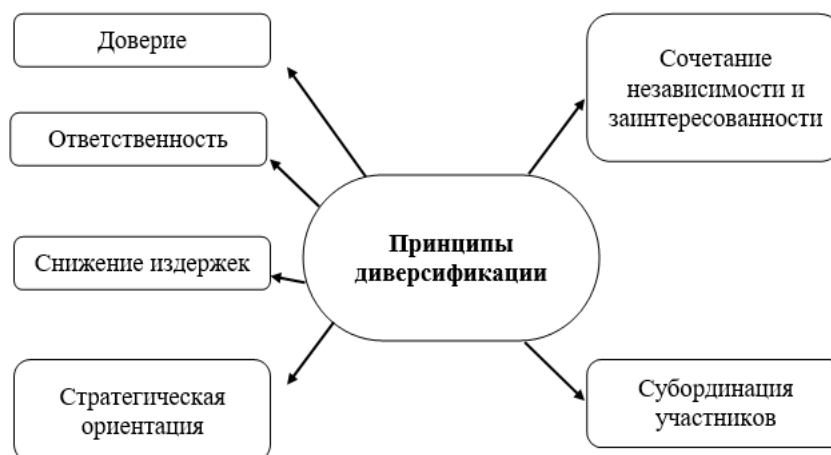 Доверие
Ответственность
Снижение издержек
Стратегическая
ориентация
Принципы
диверсификации
Сочетание
независимости и
заинтересованности
Субординация
участников